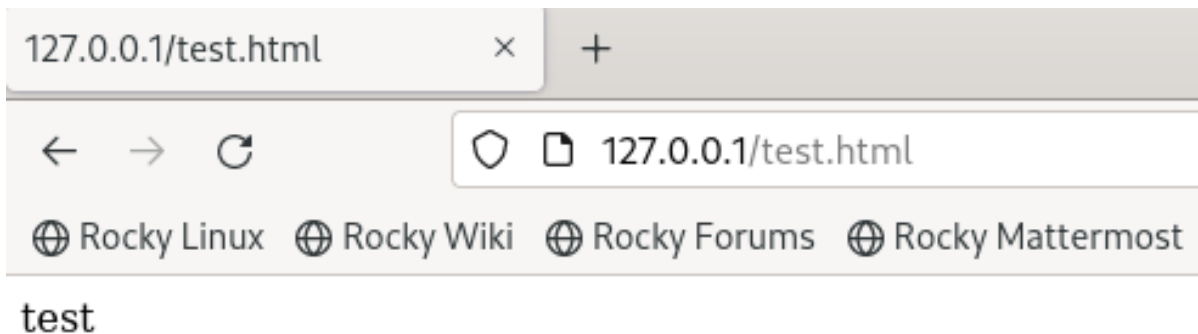 127.0.0.1/test.html
127.0.0.1/test.html
Rocky Linux Rocky Wiki Rocky Forums Rocky Mattermost
test